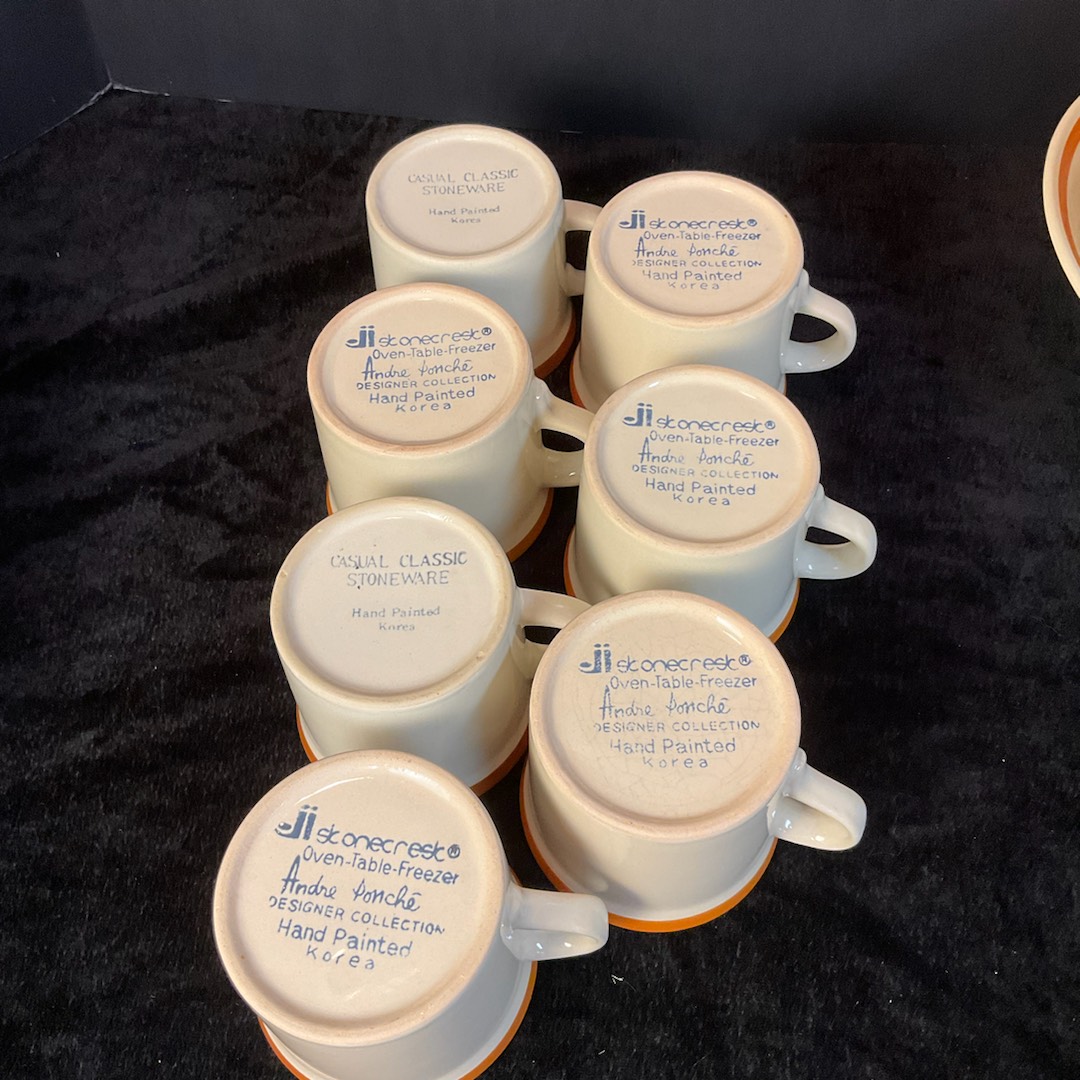 CASUAL CLASSIC
STONEWARE
Hand Painted
Korea
Ji stonecrest®
Oven-Table-Freezer
Andre Ponché
DESIGNER COLLECTION
Hand Painted
Korea
Ji stonecrest®
Oven-Table-Freezer
Andre Ponché
DESIGNER COLLECTION
Hand Painted
Korea
Ji stonecrest®
Oven-Table-Freezer
Andre Ponché
DESIGNER COLLECTION
Hand Painted
Korea
CASUAL CLASSIC
STONEWARE
Hand Painted
Korea
Ji stonecrest®
Oven-Table-Freezer
Andre Ponché
DESIGNER COLLECTION
Hand Painted
Korea
Ji stonecrest®
Oven-Table-Freezer
Andre Ponché
DESIGNER COLLECTION
Hand Painted
Korea